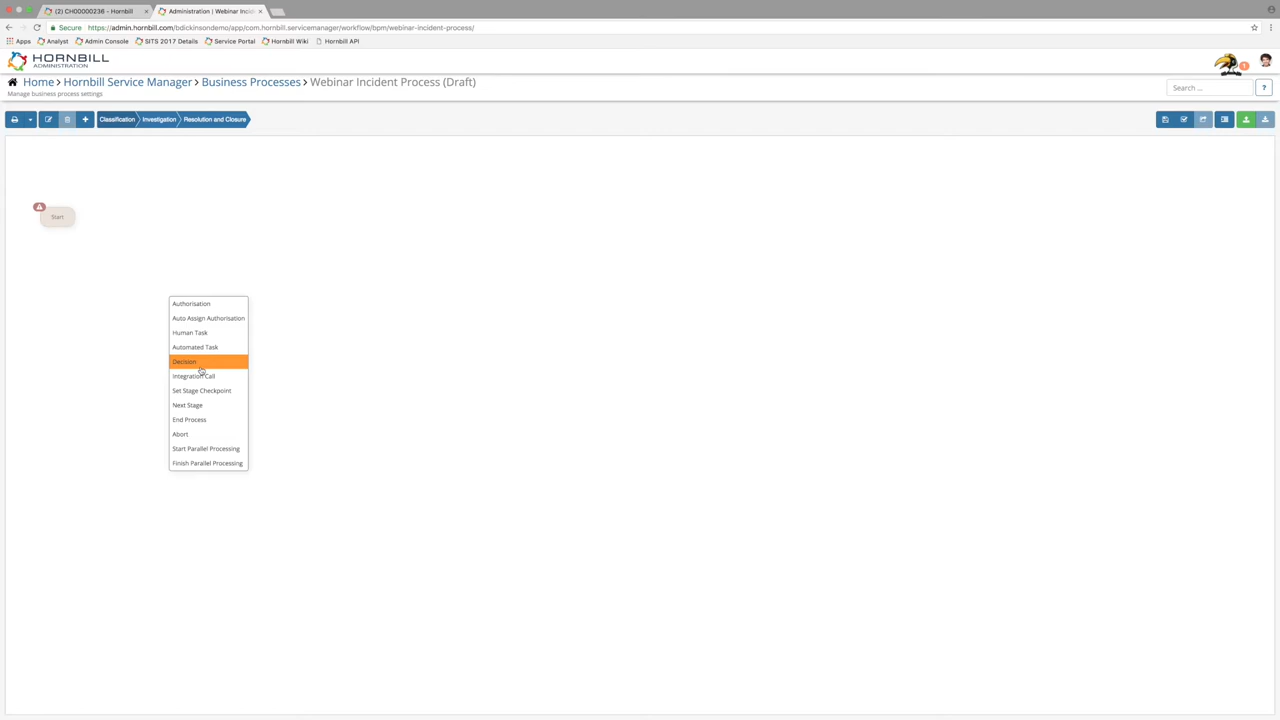 (2) CH00000236 - Hornbill
Administration | Webinar Incid
Secure
https://admin.hornbill.com/bdickinsondemo/app/com.hornbill.servicemanager/workflow/bpm/webinar-incident-process/
Apps
Analyst
Admin Console
SITS 2017 Details
Service Portal
Hornbill Wiki
Hornbill API
HORNBILL
ADMINISTRATION
1
Home > Hornbill Service Manager > Business Processes > Webinar Incident Process (Draft)
Manage business process settings
Search ...
?
Classification
Investigation
Resolution and Closure
Start
Authorisation
Auto Assign Authorisation
Human Task
Automated Task
Decision
Integration Call
Set Stage Checkpoint
Next Stage
End Process
Abort
Start Parallel Processing
Finish Parallel Processing